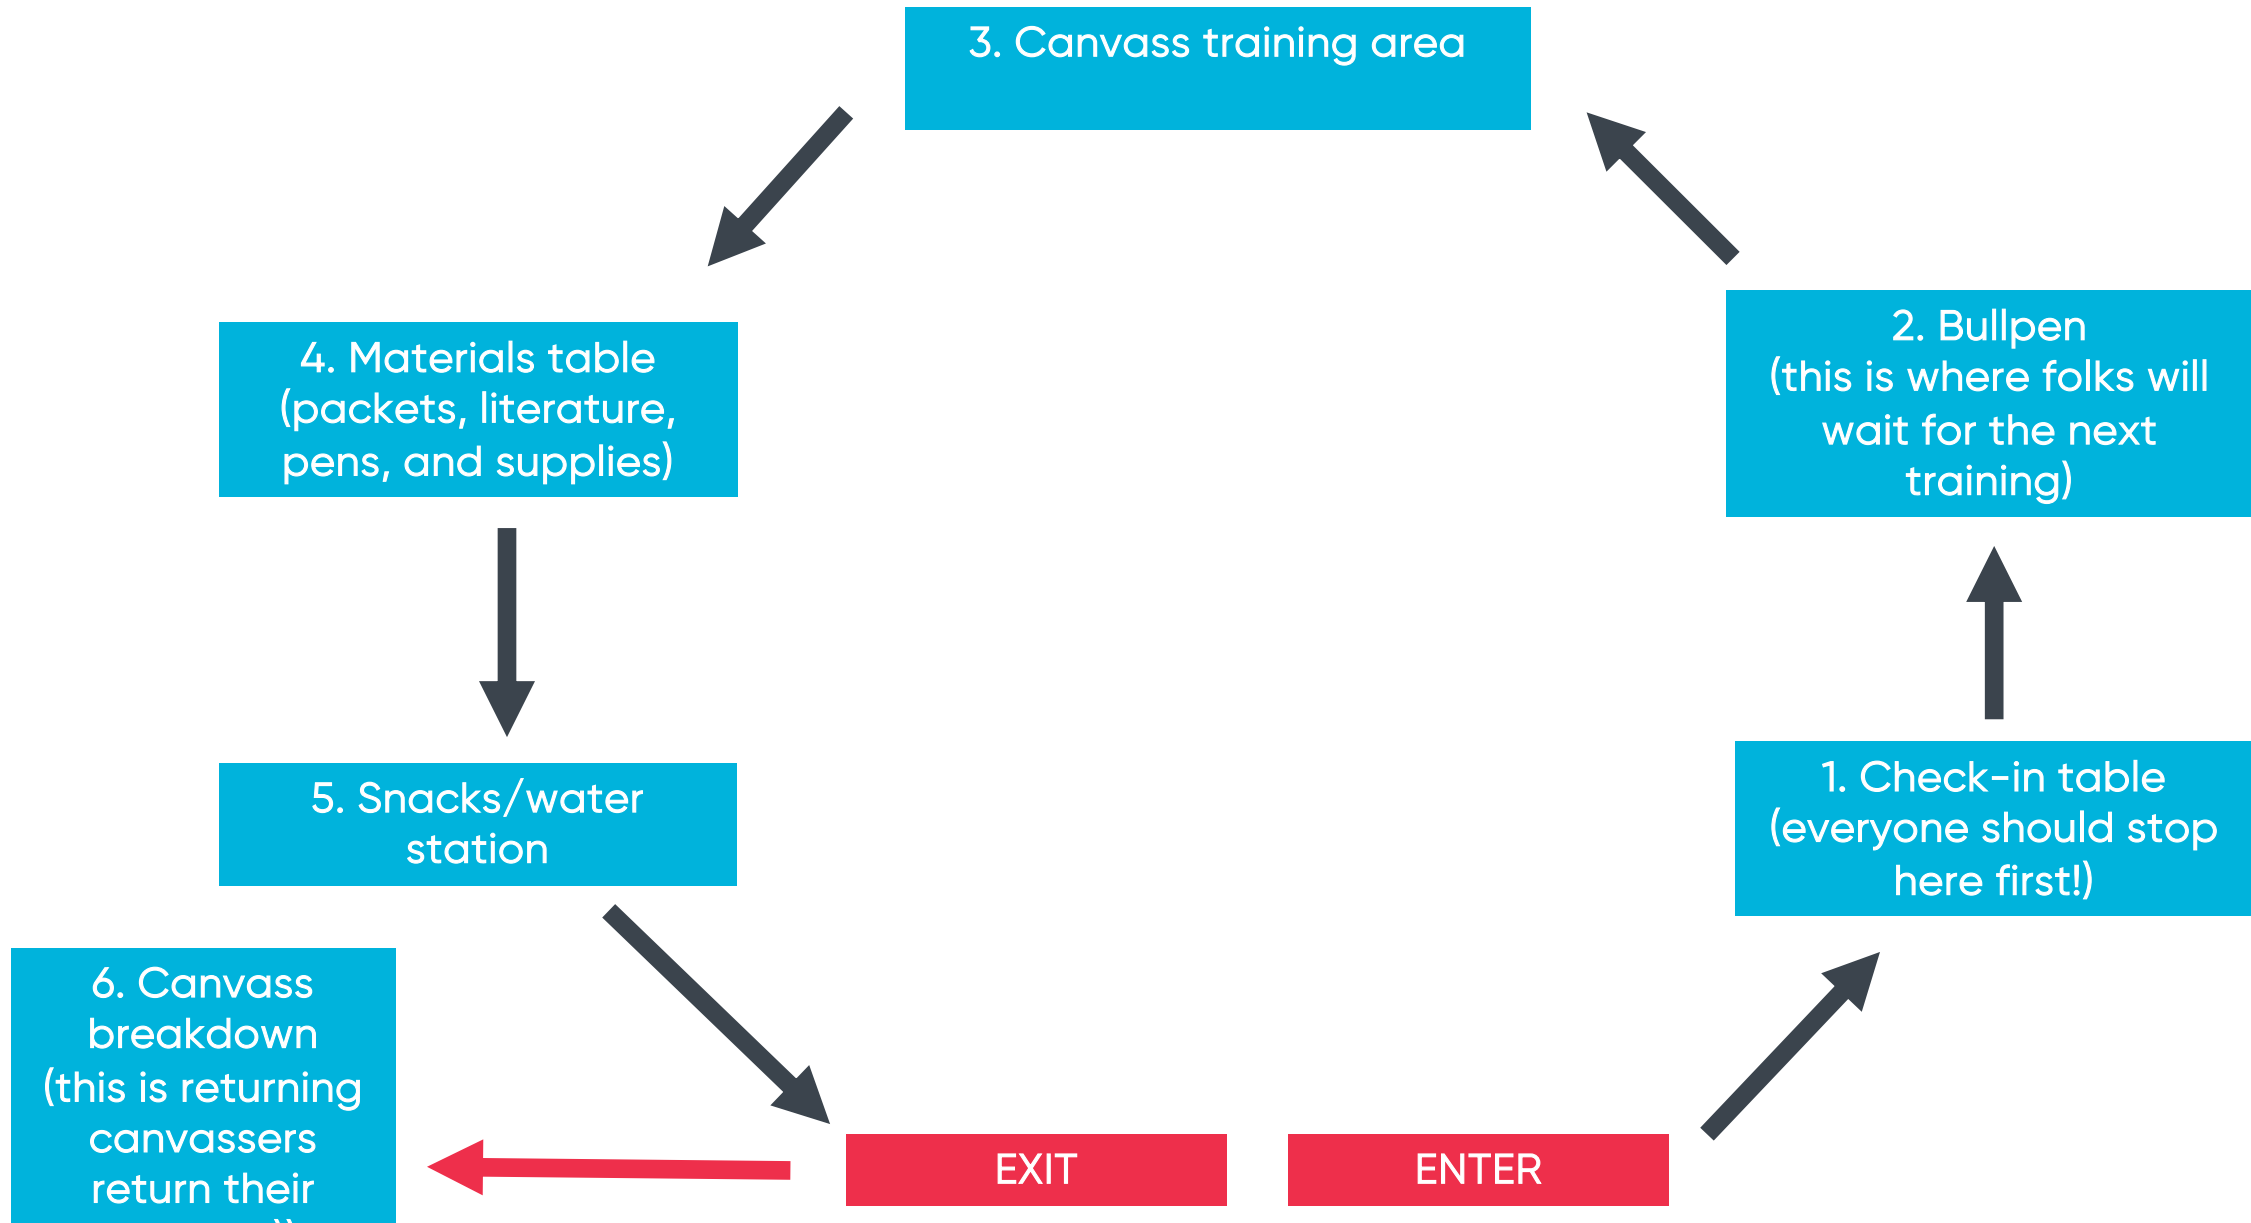 3. Canvass training area
2. Bullpen
(this is where folks will
wait for the next
training)
4. Materials table
(packets, literature,
pens, and supplies)
1. Check-in table
(everyone should stop
here first!)
5. Snacks/water
station
6. Canvass
breakdown
(this is returning
canvassers
return their
EXIT
ENTER